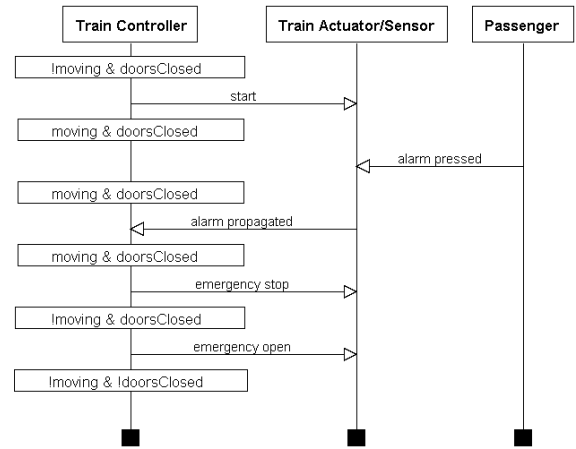 Train Controller
Train Actuator/Sensor
Passenger
!moving & doorsClosed
start
moving & doorsClosed
alarm pressed
moving & doorsClosed
alarm propagated
moving & doorsClosed
emergency stop
!moving & doorsClosed
emergency open
!moving & !doorsClosed